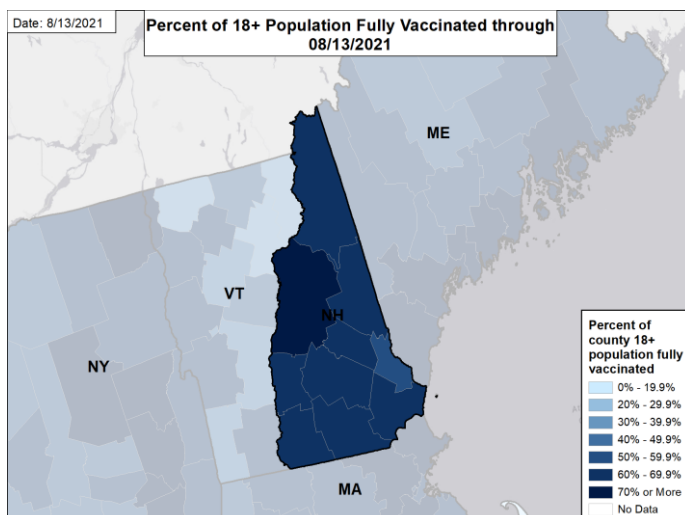 Date: 8/13/2021
Percent of 18+ Population Fully Vaccinated through
08/13/2021
ME
VT
NH
NY
MA
Percent of
county 18+
population fully
vaccinated
0% - 19.9%
20% - 29.9%
30% - 39.9%
40% - 49.9%
50% - 59.9%
60% - 69.9%
70% or More
No Data